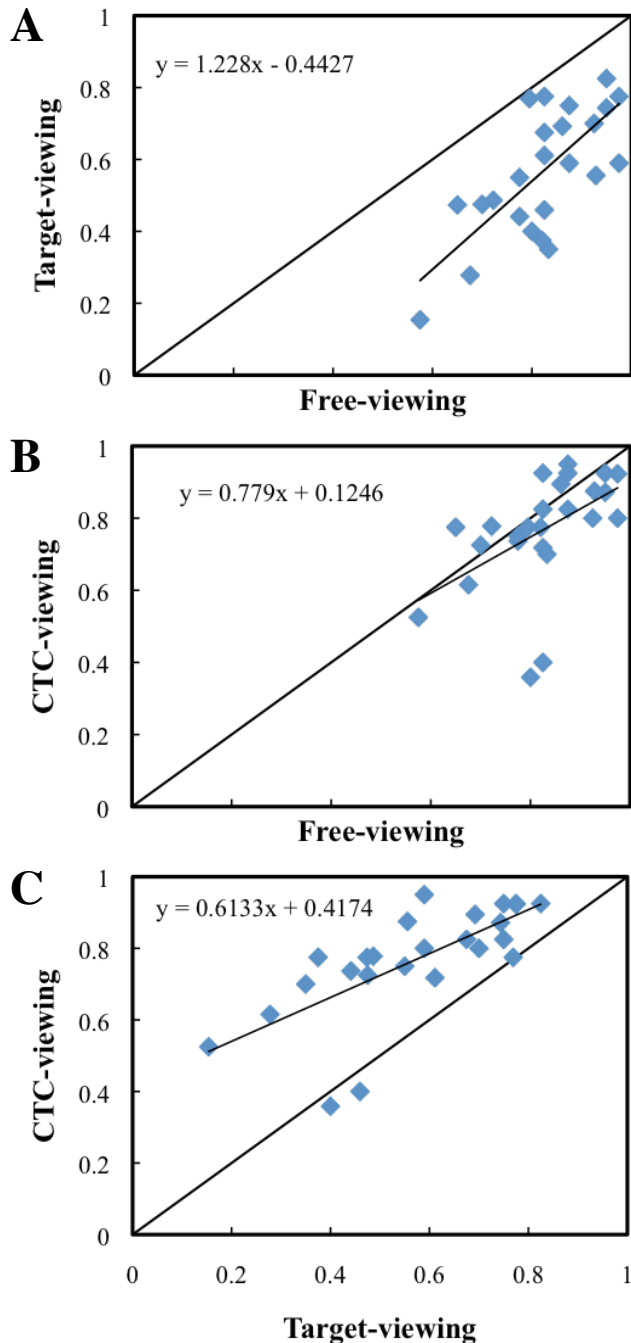 A
y = 1.228x - 0.4427
1
0.8
0.6
0.4
0.2
0
Target-viewing
Free-viewing
B
y = 0.779x + 0.1246
1
0.8
0.6
0.4
0.2
0
CTC-viewing
Free-viewing
C
y = 0.6133x + 0.4174
1
0.8
0.6
0.4
0.2
0
CTC-viewing
0 0.2 0.4 0.6 0.8 1
Target-viewing